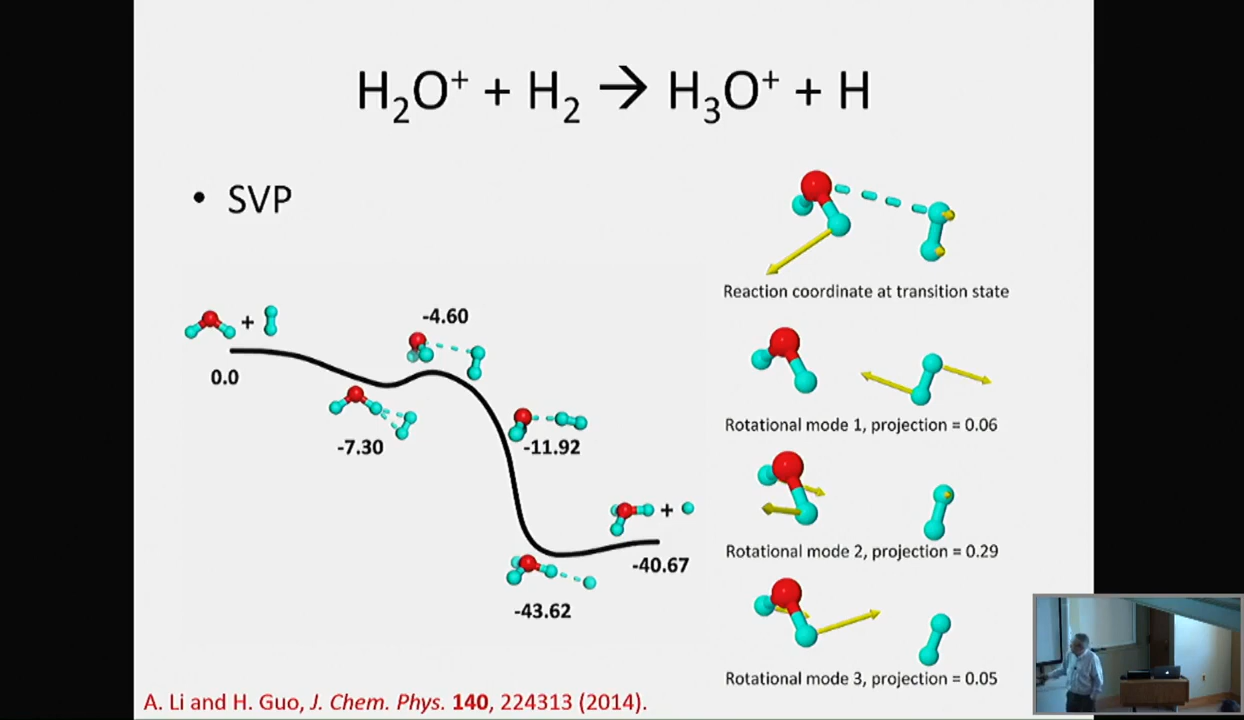 H₂O⁺ + H₂ → H₃O⁺ + H
• SVP
+
0.0
-7.30
-4.60
-11.92
-43.62
+
-40.67
Reaction coordinate at transition state
Rotational mode 1, projection = 0.06
Rotational mode 2, projection = 0.29
Rotational mode 3, projection = 0.05
A. Li and H. Guo, J. Chem. Phys. 140, 224313 (2014).